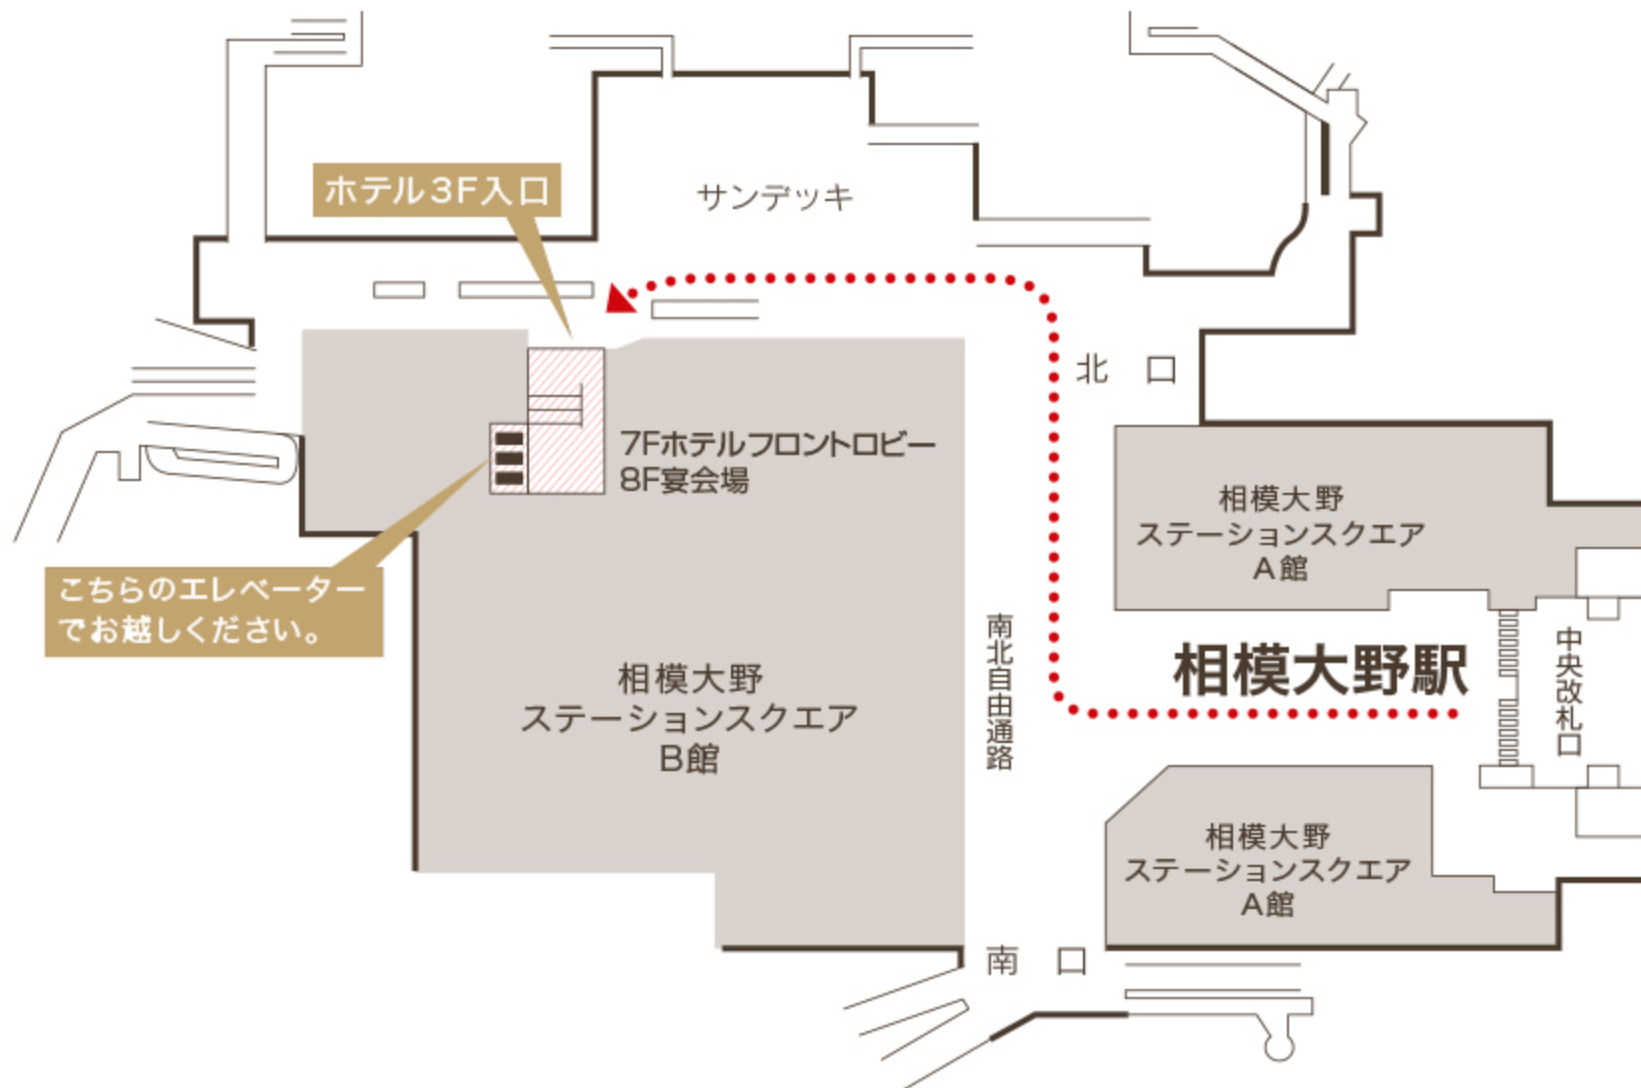 ホテル3F入口
サンデッキ
北口
7Fホテルフロントロビー
8F宴会場
相模大野
ステーションスクエア
A館
こちらのエレベーター
でお越しください。
相模大野
ステーションスクエア
B館
南北自由通路
相模大野駅
中央改札口
相模大野
ステーションスクエア
A館
南口